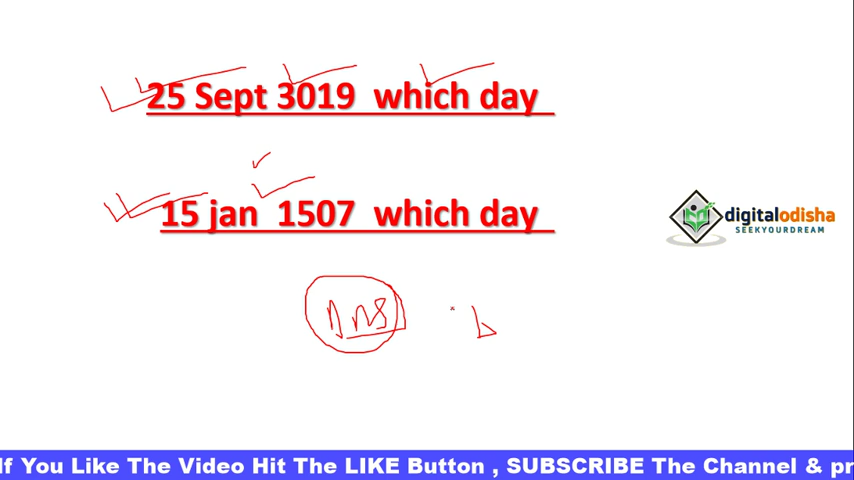 25 Sept 3019 which day
15 jan 1507 which day
digitalodisha
SEEKYOURDREAM
Ans
If You Like The Video Hit The LIKE Button , SUBSCRIBE The Channel & pr